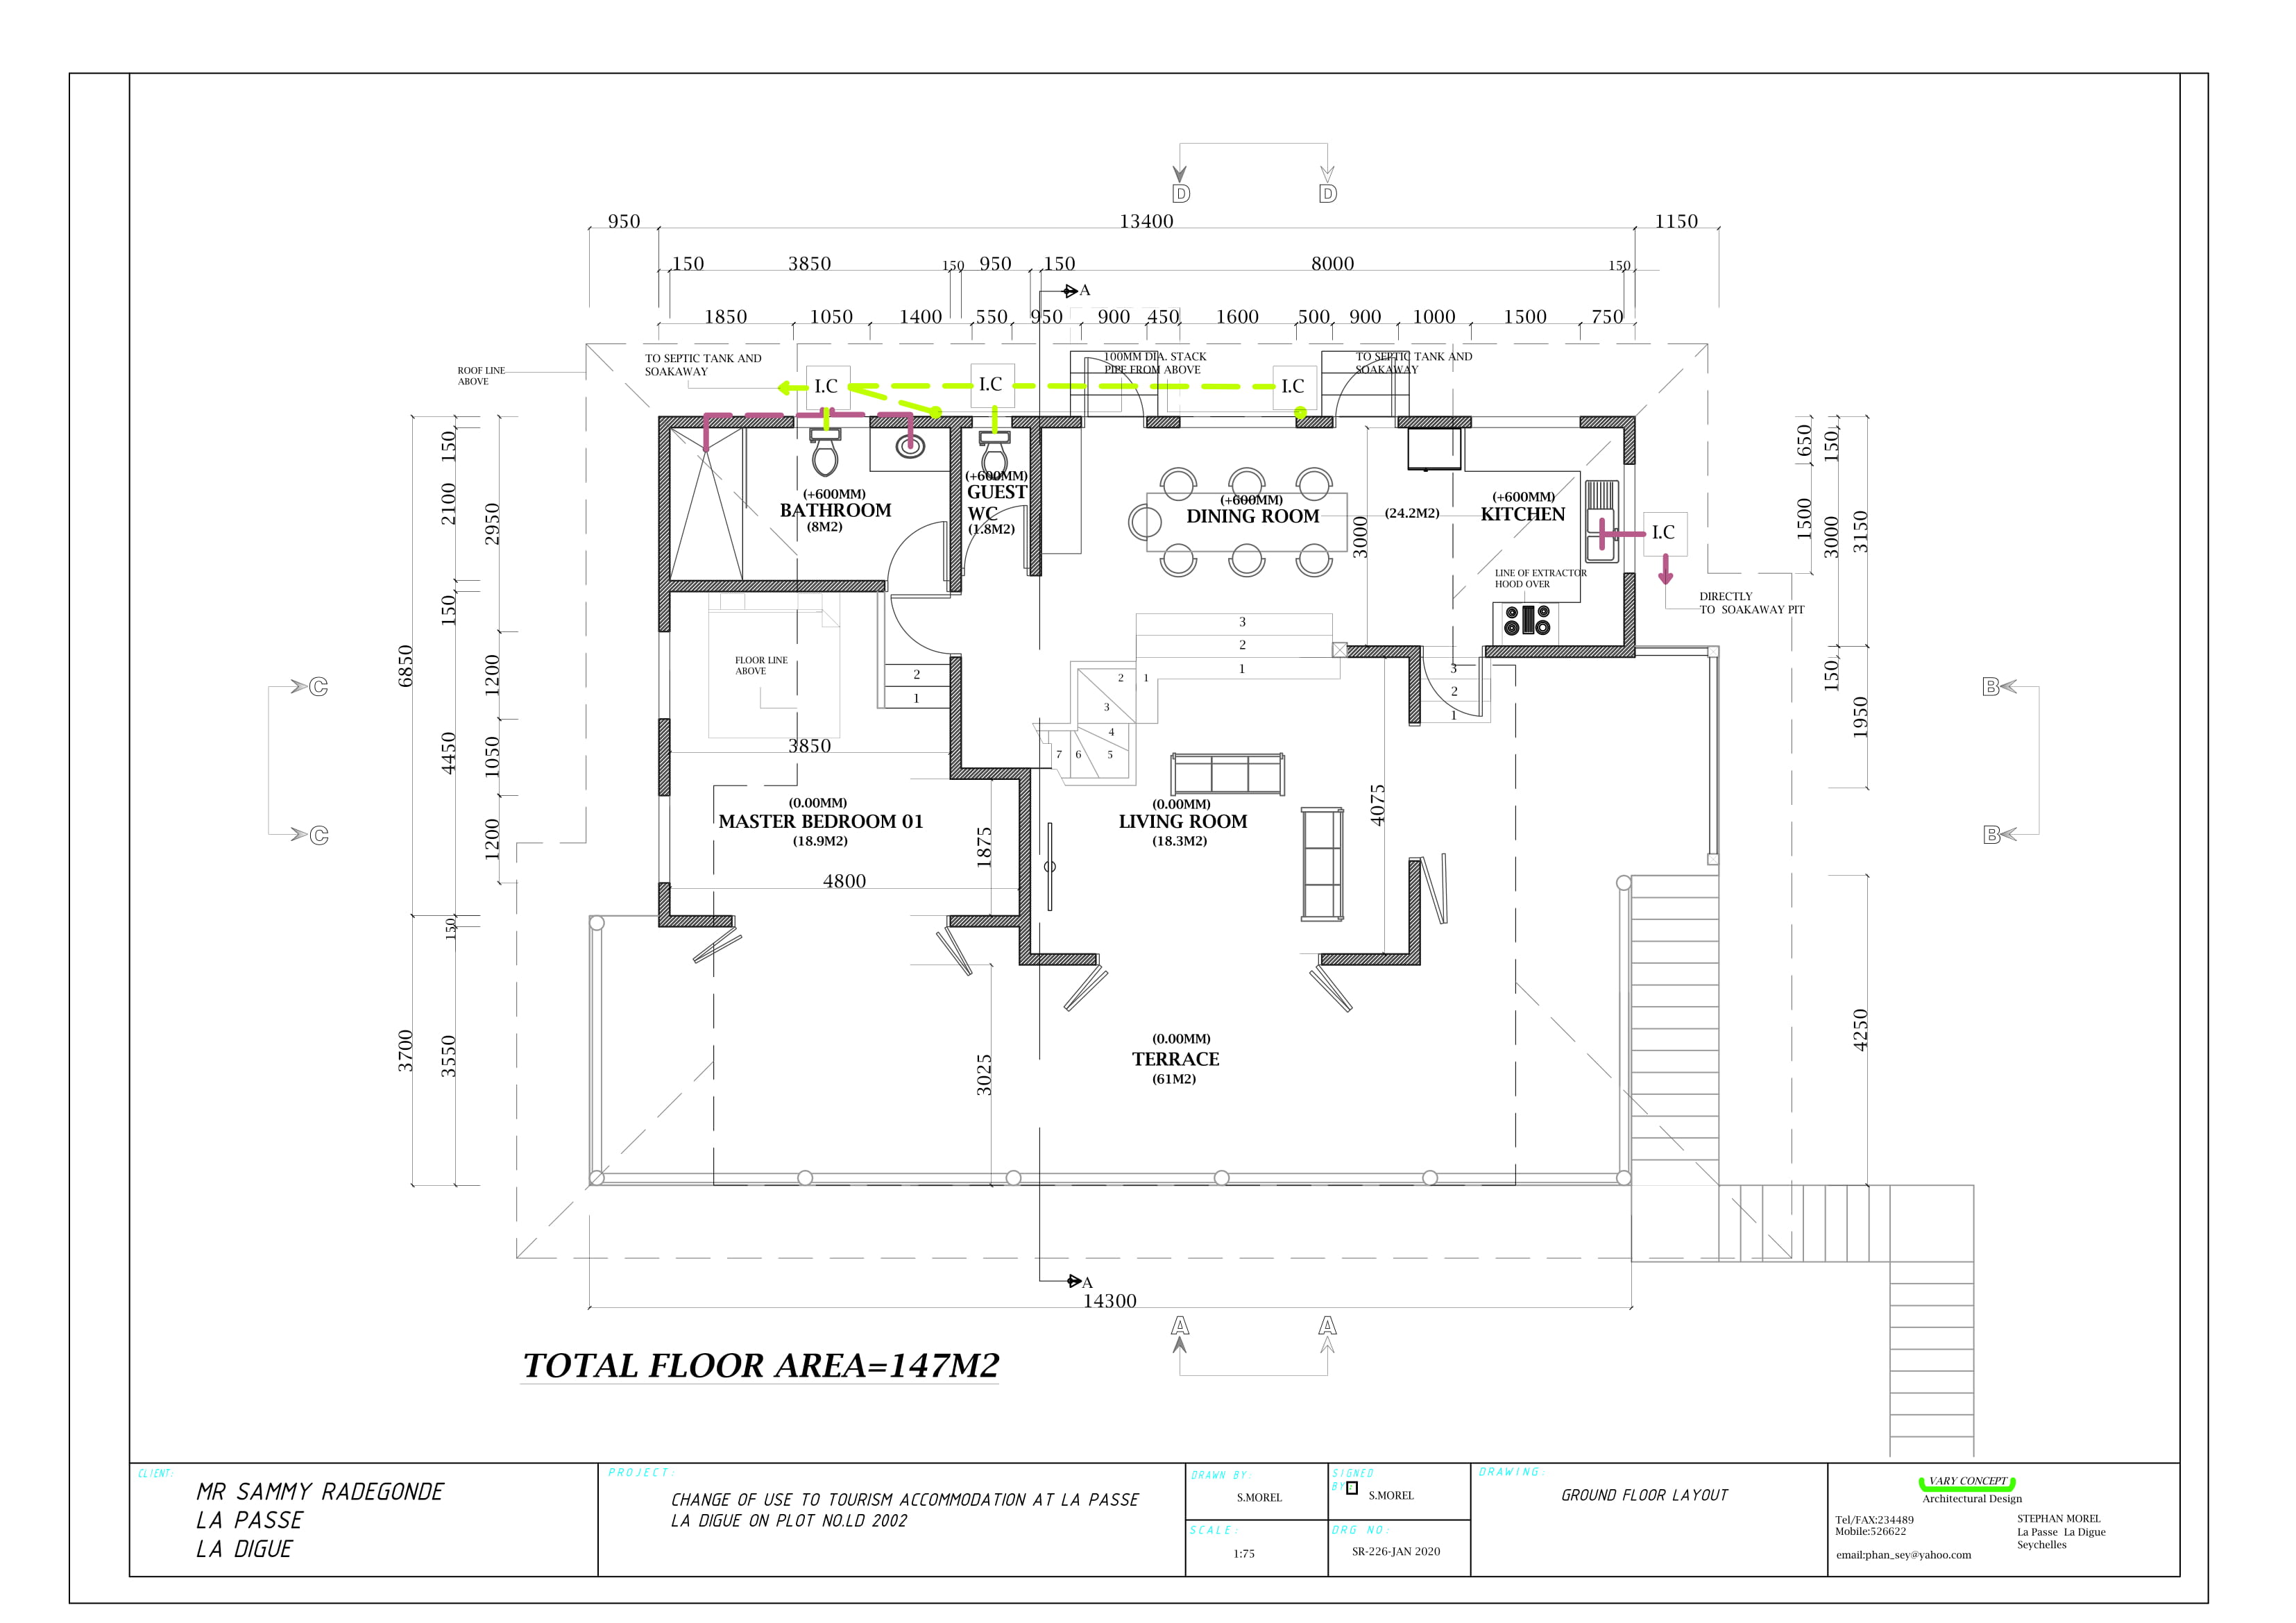 D D
950 13400 1150
150 3850 150 950 150 8000 150
A
1850 1050 1400 550 950 900 450 1600 500 900 1000 1500 750
TO SEPTIC TANK AND
SOAKAWAY
100MM DIA. STACK
PIPE FROM ABOVE
TO SEPTIC TANK AND
SOAKAWAY
ROOF LINE
ABOVE
I.C I.C I.C
150
2100
2950
6850
150
1200
4450
1050
1200
150
3700
3550
650
150
1500
3000
3150
150
1950
4250
(+600MM)
BATHROOM
(8M2)
(+600MM)
GUEST
WC
(1.8M2)
(+600MM)
DINING ROOM
(24.2M2)
3000
(+600MM)
KITCHEN
I.C
LINE OF EXTRACTOR
HOOD OVER
DIRECTLY
TO SOAKAWAY PIT
3
2
1
FLOOR LINE
ABOVE
2
1
2 1
3
4
7 6 5
3
2
1
C
C
B
B
3850
(0.00MM)
MASTER BEDROOM 01
(18.9M2)
1875
4800
(0.00MM)
LIVING ROOM
(18.3M2)
4075
(0.00MM)
TERRACE
(61M2)
3025
A
14300
A A
TOTAL FLOOR AREA=147M2
CLIENT:
MR SAMMY RADEGONDE
LA PASSE
LA DIGUE
PROJECT:
CHANGE OF USE TO TOURISM ACCOMMODATION AT LA PASSE
LA DIGUE ON PLOT NO.LD 2002
DRAWN BY:
S.MOREL
SIGNED
BY:
S.MOREL
SCALE:
1:75
DRG NO:
SR-226-JAN 2020
DRAWING:
GROUND FLOOR LAYOUT
VARY CONCEPT
Architectural Design
Tel/FAX:234489
Mobile:526622
email:phan_sey@yahoo.com
STEPHAN MOREL
La Passe La Digue
Seychelles